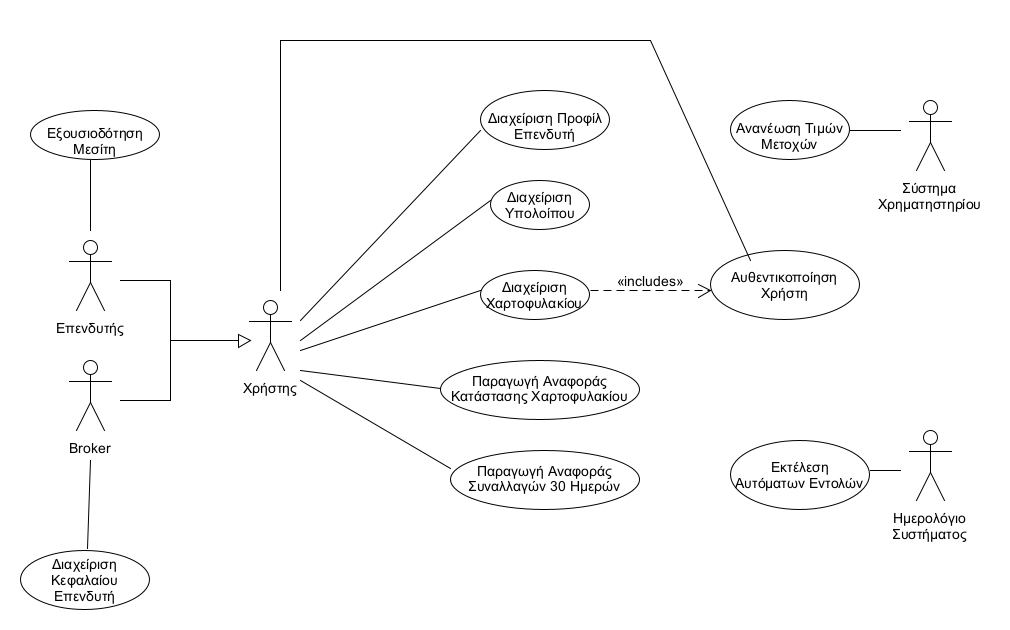 Εξουσιοδότηση
Μεσίτη
Επενδυτής
Broker
Διαχείριση
Κεφαλαίου
Επενδυτή
Χρήστης
Διαχείριση Προφίλ
Επενδυτή
Διαχείριση
Υπολοίπου
Διαχείριση
Χαρτοφυλακίου
«includes»
Παραγωγή Αναφοράς
Κατάστασης Χαρτοφυλακίου
Παραγωγή Αναφοράς
Συναλλαγών 30 Ημερών
Ανανέωση Τιμών
Μετοχών
Σύστημα
Χρηματηστηρίου
Αυθεντικοποίηση
Χρήστη
Εκτέλεση
Αυτόματων Εντολών
Ημερολόγιο
Συστήματος